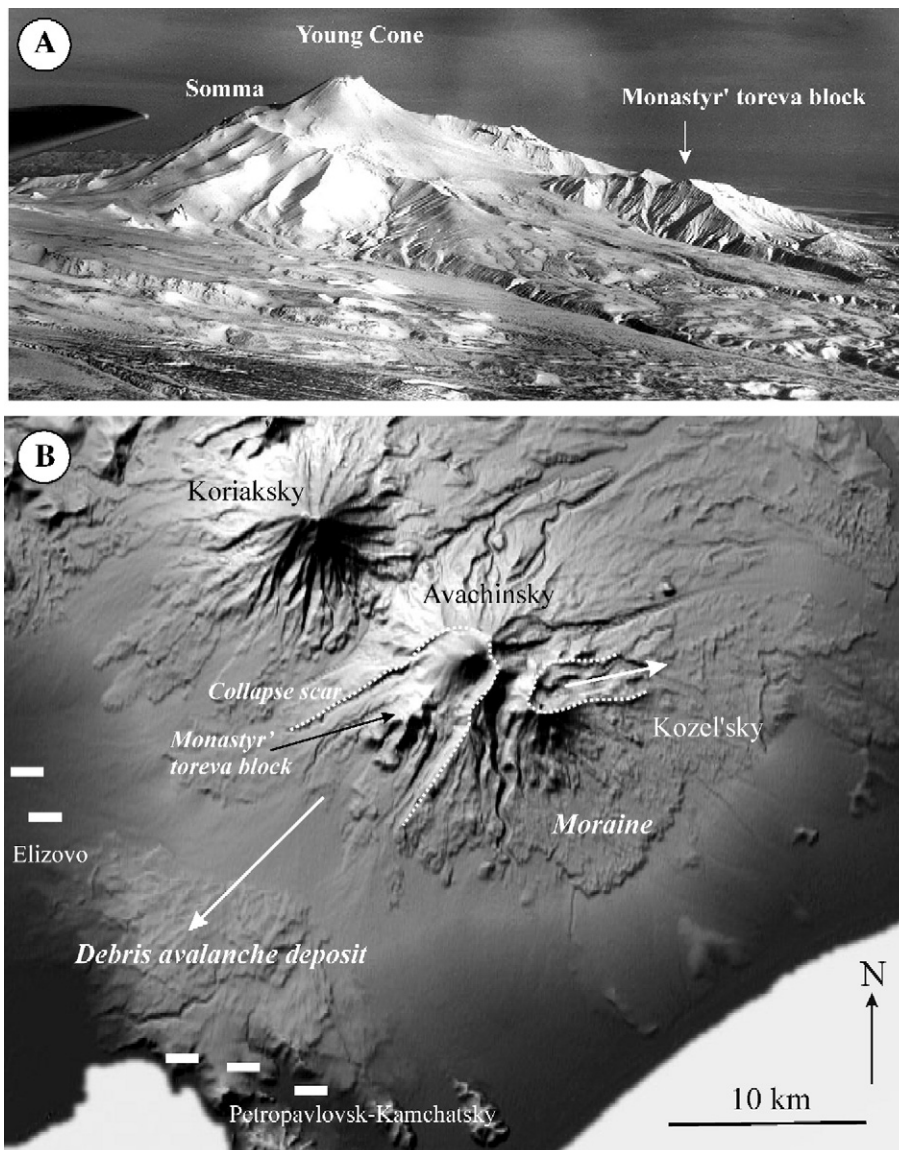 A
Young Cone
Somma
Monastyr' toreva block
B
Koriaksky
Avachinsky
Collapse scar
Monastyr'
toreva block
Kozel'sky
Moraine
Elizovo
Debris avalanche deposit
N
Petropavlovsk-Kamchatsky
10 km